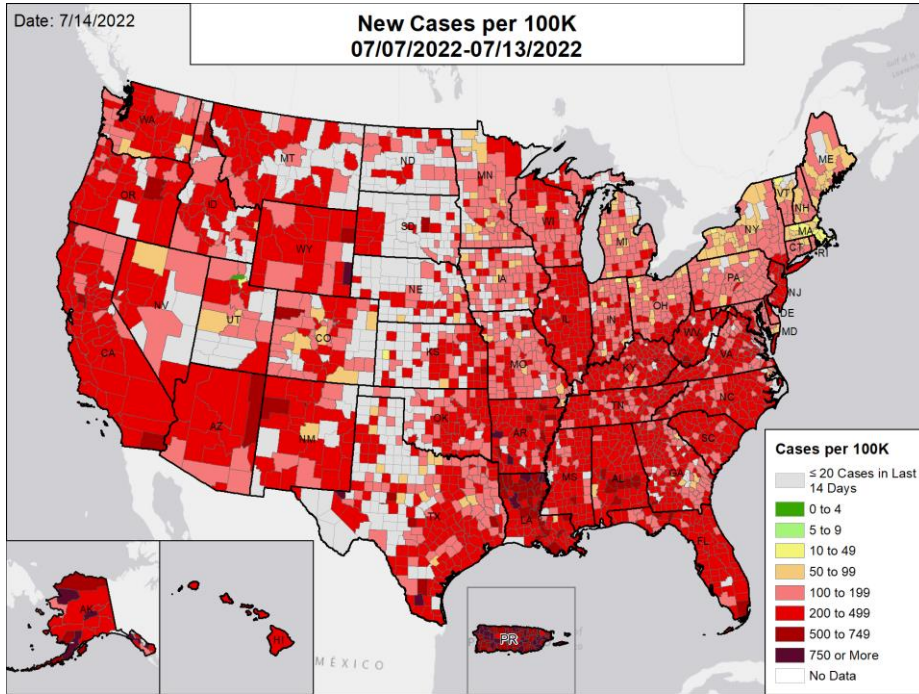 Date: 7/14/2022
New Cases per 100K
07/07/2022-07/13/2022
WA
MT
ND
MN
ME
OR
ID
SD
WI
MI
VT
NH
NY
MA
CT
RI
WY
IA
NE
PA
NJ
NV
UT
CO
IL
IN
OH
DE
MD
CA
KS
MO
WV
VA
KY
AZ
NM
OK
AR
TN
NC
SC
MS
AL
GA
TX
LA
FL
AK
HI
PR
MÉXICO
Cases per 100K
≤ 20 Cases in Last
14 Days
0 to 4
5 to 9
10 to 49
50 to 99
100 to 199
200 to 499
500 to 749
750 or More
No Data